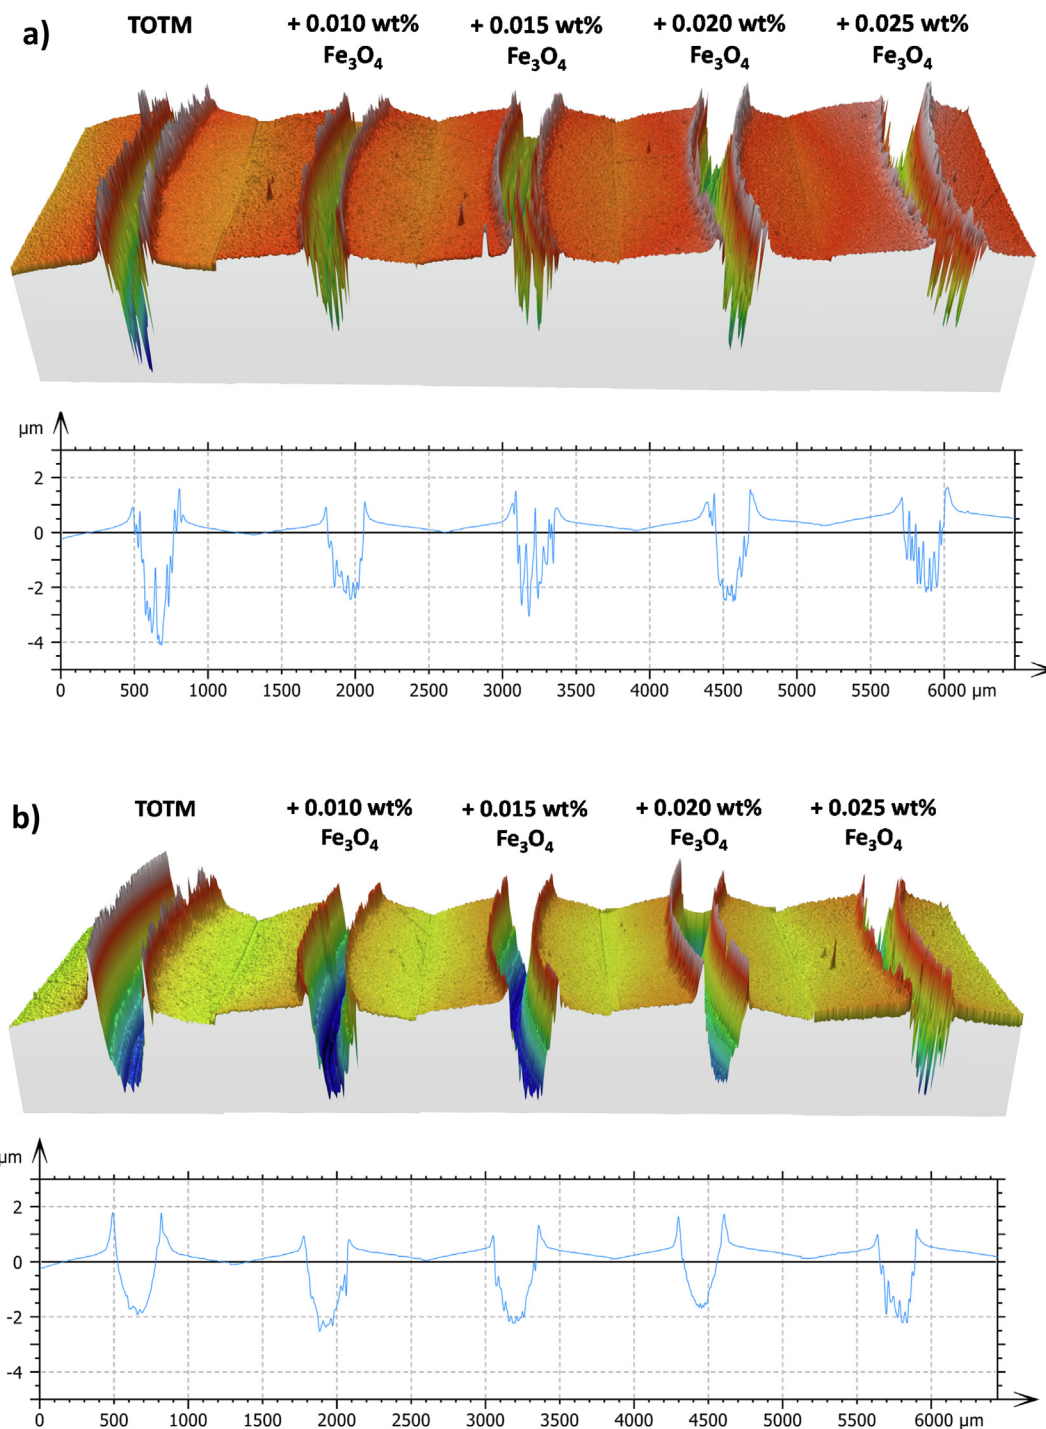 a)
TOTM + 0.010 wt% + 0.015 wt% + 0.020 wt% + 0.025 wt%
Fe₃O₄ Fe₃O₄ Fe₃O₄ Fe₃O₄
µm
2
0
-2
-4
0 500 1000 1500 2000 2500 3000 3500 4000 4500 5000 5500 6000 µm
b)
TOTM + 0.010 wt% + 0.015 wt% + 0.020 wt% + 0.025 wt%
Fe₃O₄ Fe₃O₄ Fe₃O₄ Fe₃O₄
µm
2
0
-2
-4
0 500 1000 1500 2000 2500 3000 3500 4000 4500 5000 5500 6000 µm